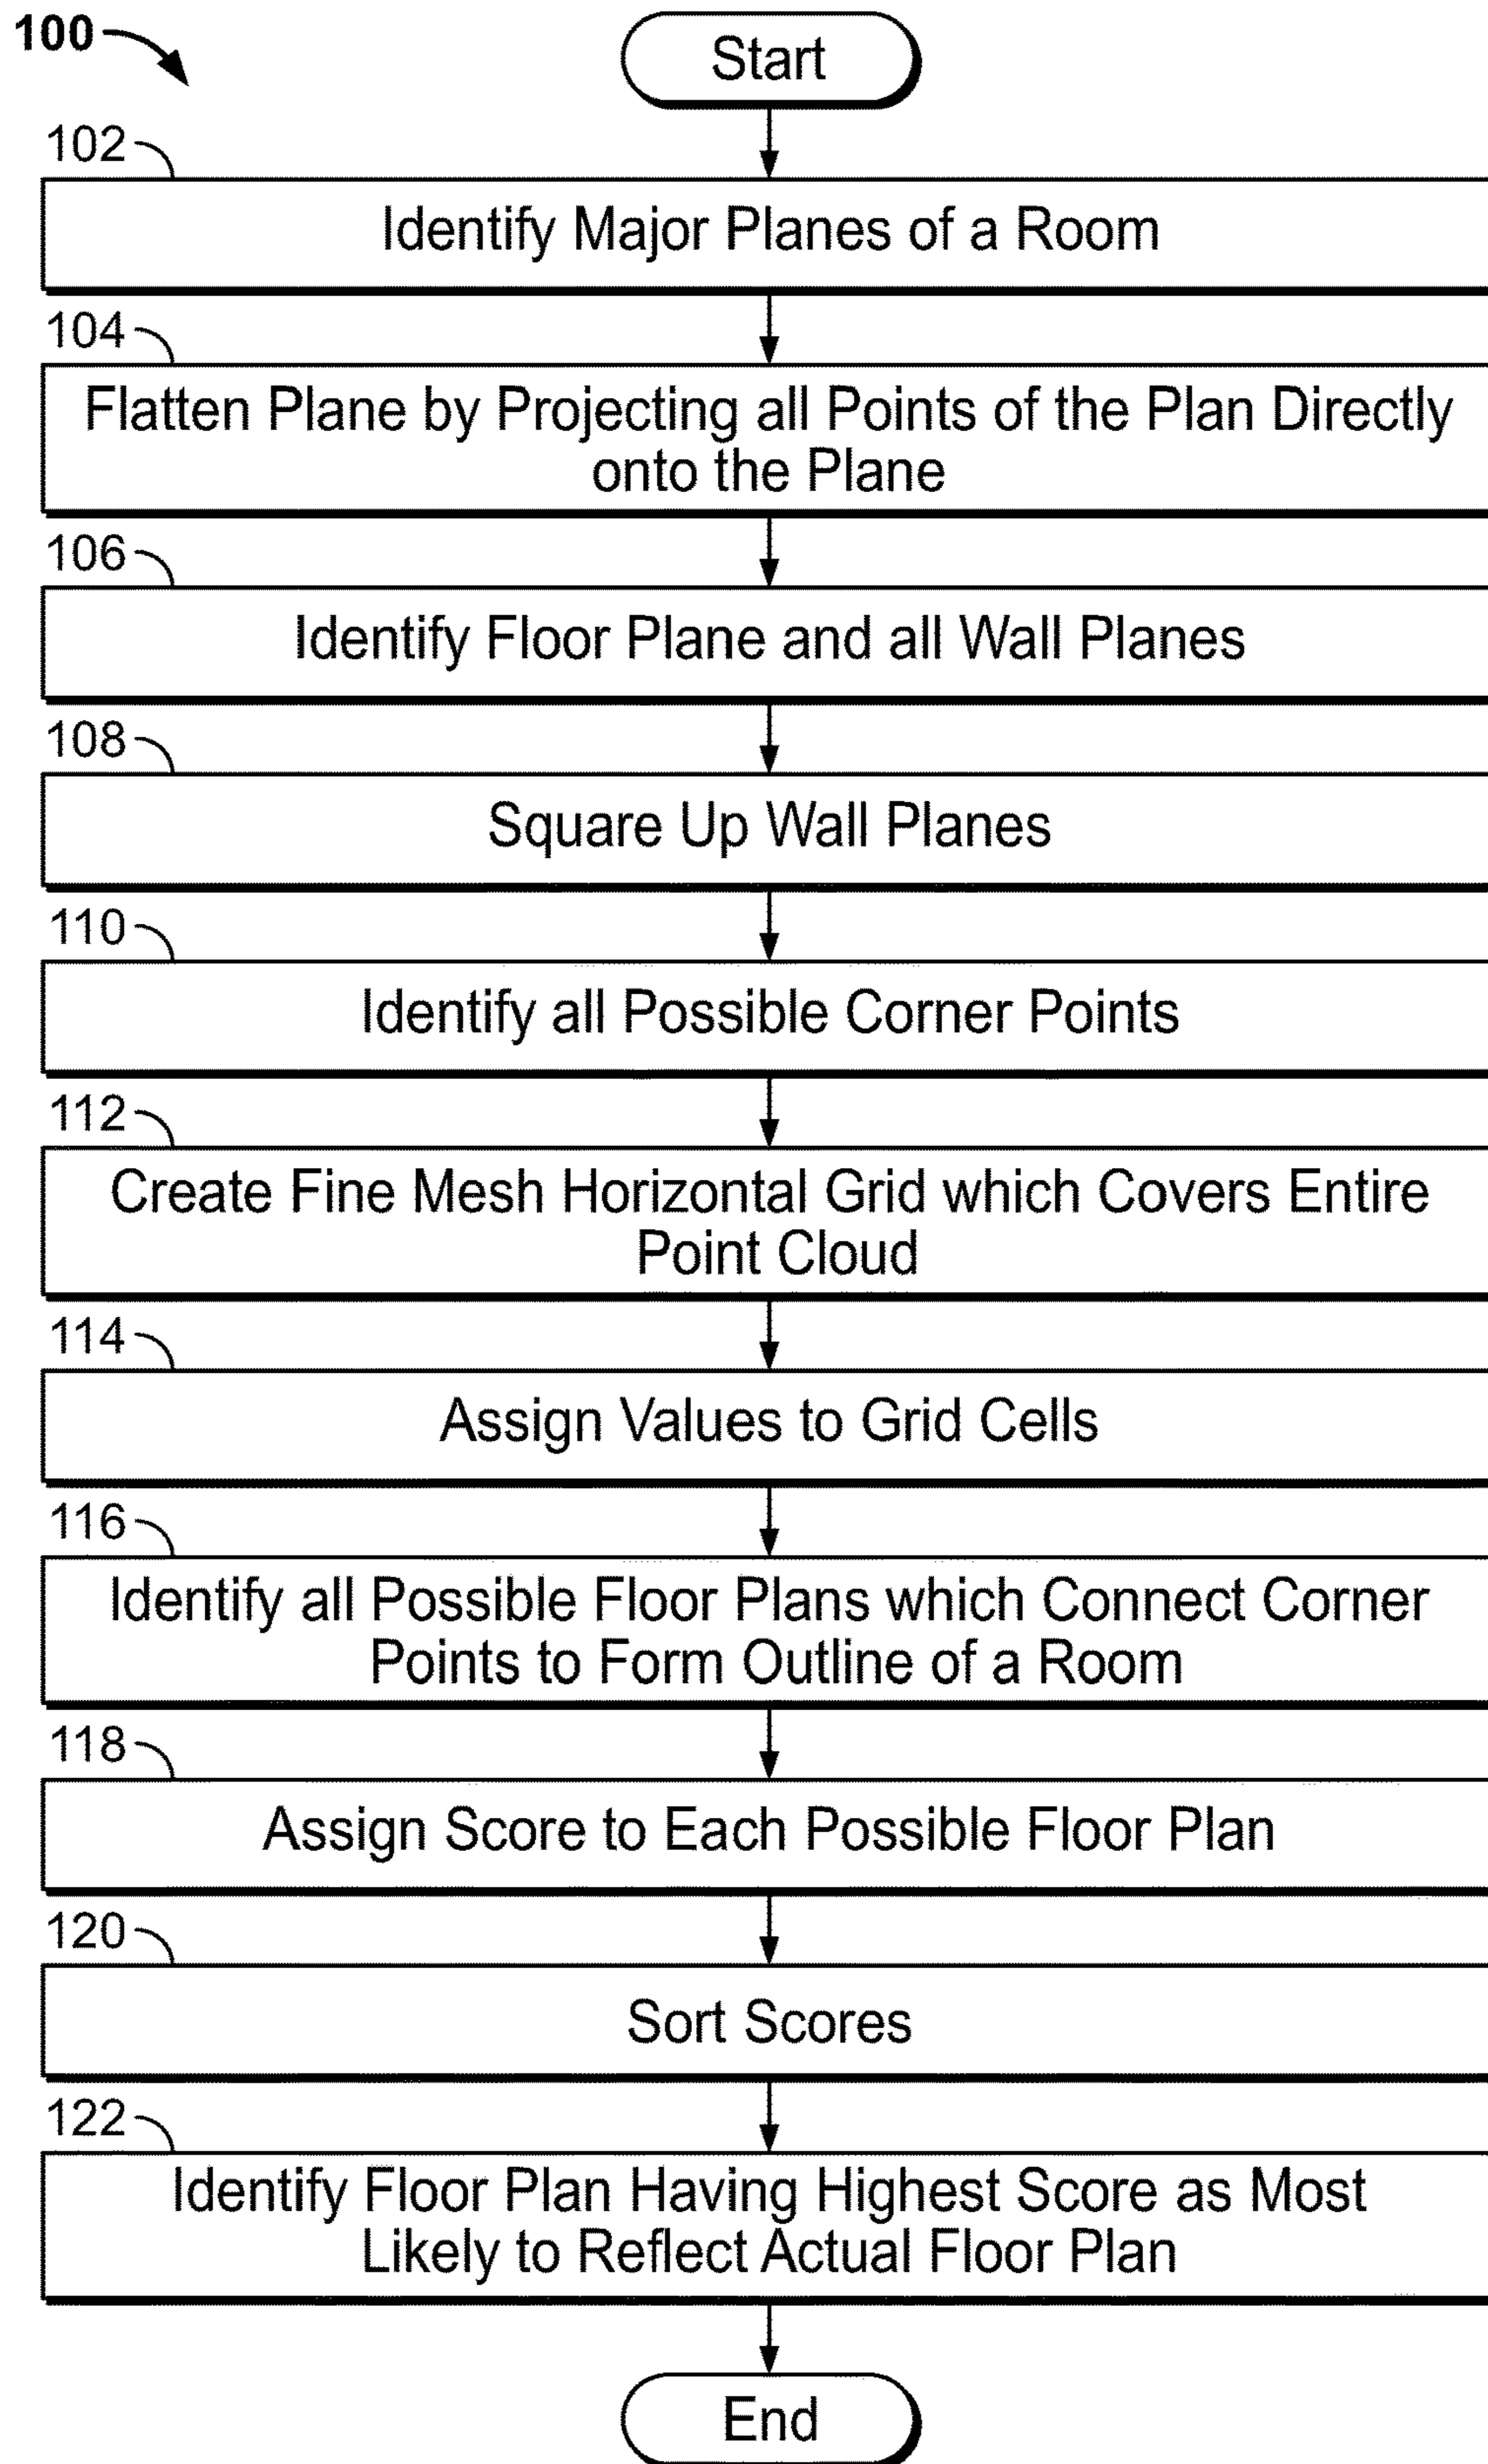 100
Start
102
Identify Major Planes of a Room
104
Flatten Plane by Projecting all Points of the Plan Directly
onto the Plane
106
Identify Floor Plane and all Wall Planes
108
Square Up Wall Planes
110
Identify all Possible Corner Points
112
Create Fine Mesh Horizontal Grid which Covers Entire
Point Cloud
114
Assign Values to Grid Cells
116
Identify all Possible Floor Plans which Connect Corner
Points to Form Outline of a Room
118
Assign Score to Each Possible Floor Plan
120
Sort Scores
122
Identify Floor Plan Having Highest Score as Most
Likely to Reflect Actual Floor Plan
End